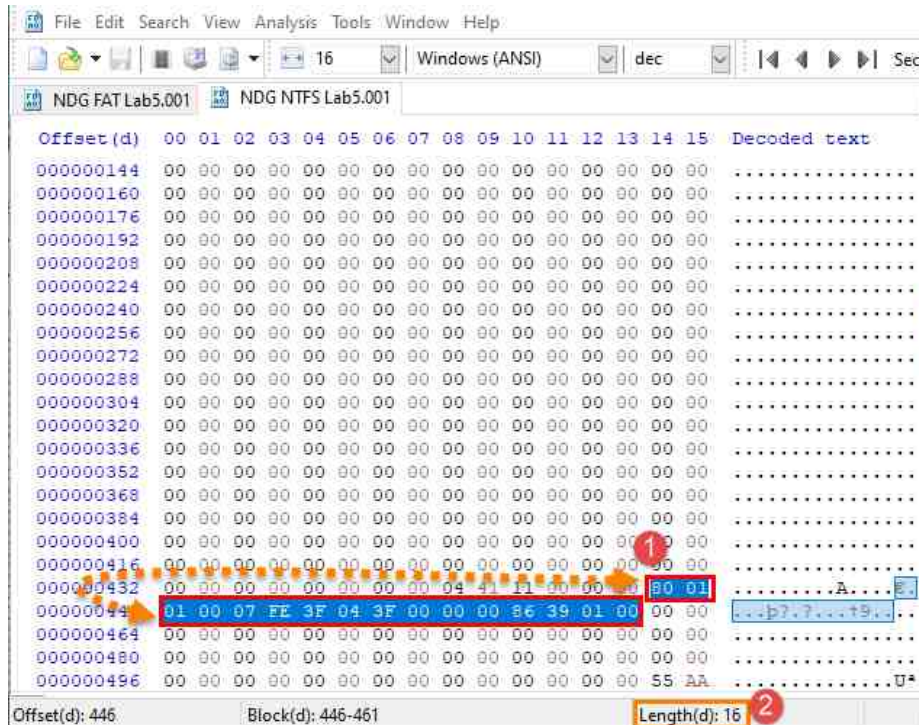 File Edit Search View Analysis Tools Window Help
16 Windows (ANSI) dec Sec
NDG FAT Lab5.001 NDG NTFS Lab5.001
Offset(d) 00 01 02 03 04 05 06 07 08 09 10 11 12 13 14 15 Decoded text
000000144 00 00 00 00 00 00 00 00 00 00 00 00 00 00 00 00 ................
000000160 00 00 00 00 00 00 00 00 00 00 00 00 00 00 00 00 ................
000000176 00 00 00 00 00 00 00 00 00 00 00 00 00 00 00 00 ................
000000192 00 00 00 00 00 00 00 00 00 00 00 00 00 00 00 00 ................
000000208 00 00 00 00 00 00 00 00 00 00 00 00 00 00 00 00 ................
000000224 00 00 00 00 00 00 00 00 00 00 00 00 00 00 00 00 ................
000000240 00 00 00 00 00 00 00 00 00 00 00 00 00 00 00 00 ................
000000256 00 00 00 00 00 00 00 00 00 00 00 00 00 00 00 00 ................
000000272 00 00 00 00 00 00 00 00 00 00 00 00 00 00 00 00 ................
000000288 00 00 00 00 00 00 00 00 00 00 00 00 00 00 00 00 ................
000000304 00 00 00 00 00 00 00 00 00 00 00 00 00 00 00 00 ................
000000320 00 00 00 00 00 00 00 00 00 00 00 00 00 00 00 00 ................
000000336 00 00 00 00 00 00 00 00 00 00 00 00 00 00 00 00 ................
000000352 00 00 00 00 00 00 00 00 00 00 00 00 00 00 00 00 ................
000000368 00 00 00 00 00 00 00 00 00 00 00 00 00 00 00 00 ................
000000384 00 00 00 00 00 00 00 00 00 00 00 00 00 00 00 00 ................
000000400 00 00 00 00 00 00 00 00 00 00 00 00 00 00 00 ................
1
000000416 00 00 00 00 00 00 00 00 00 00 00 00 00 00 00 00 ................
000000432 00 00 00 00 00 00 00 00 04 41 11 00 00 00 80 01 .........A....€.
01 00 07 FE 3F 04 3F 00 00 00 86 39 01 00 00 00 ...þ?.?...†9....
000000464 00 00 00 00 00 00 00 00 00 00 00 00 00 00 00 00 ................
000000480 00 00 00 00 00 00 00 00 00 00 00 00 00 00 00 00 ................
000000496 00 00 00 00 00 00 00 00 00 00 00 00 00 00 55 AA ..............Uª
Offset(d): 446 Block(d): 446-461 Length(d): 16 2